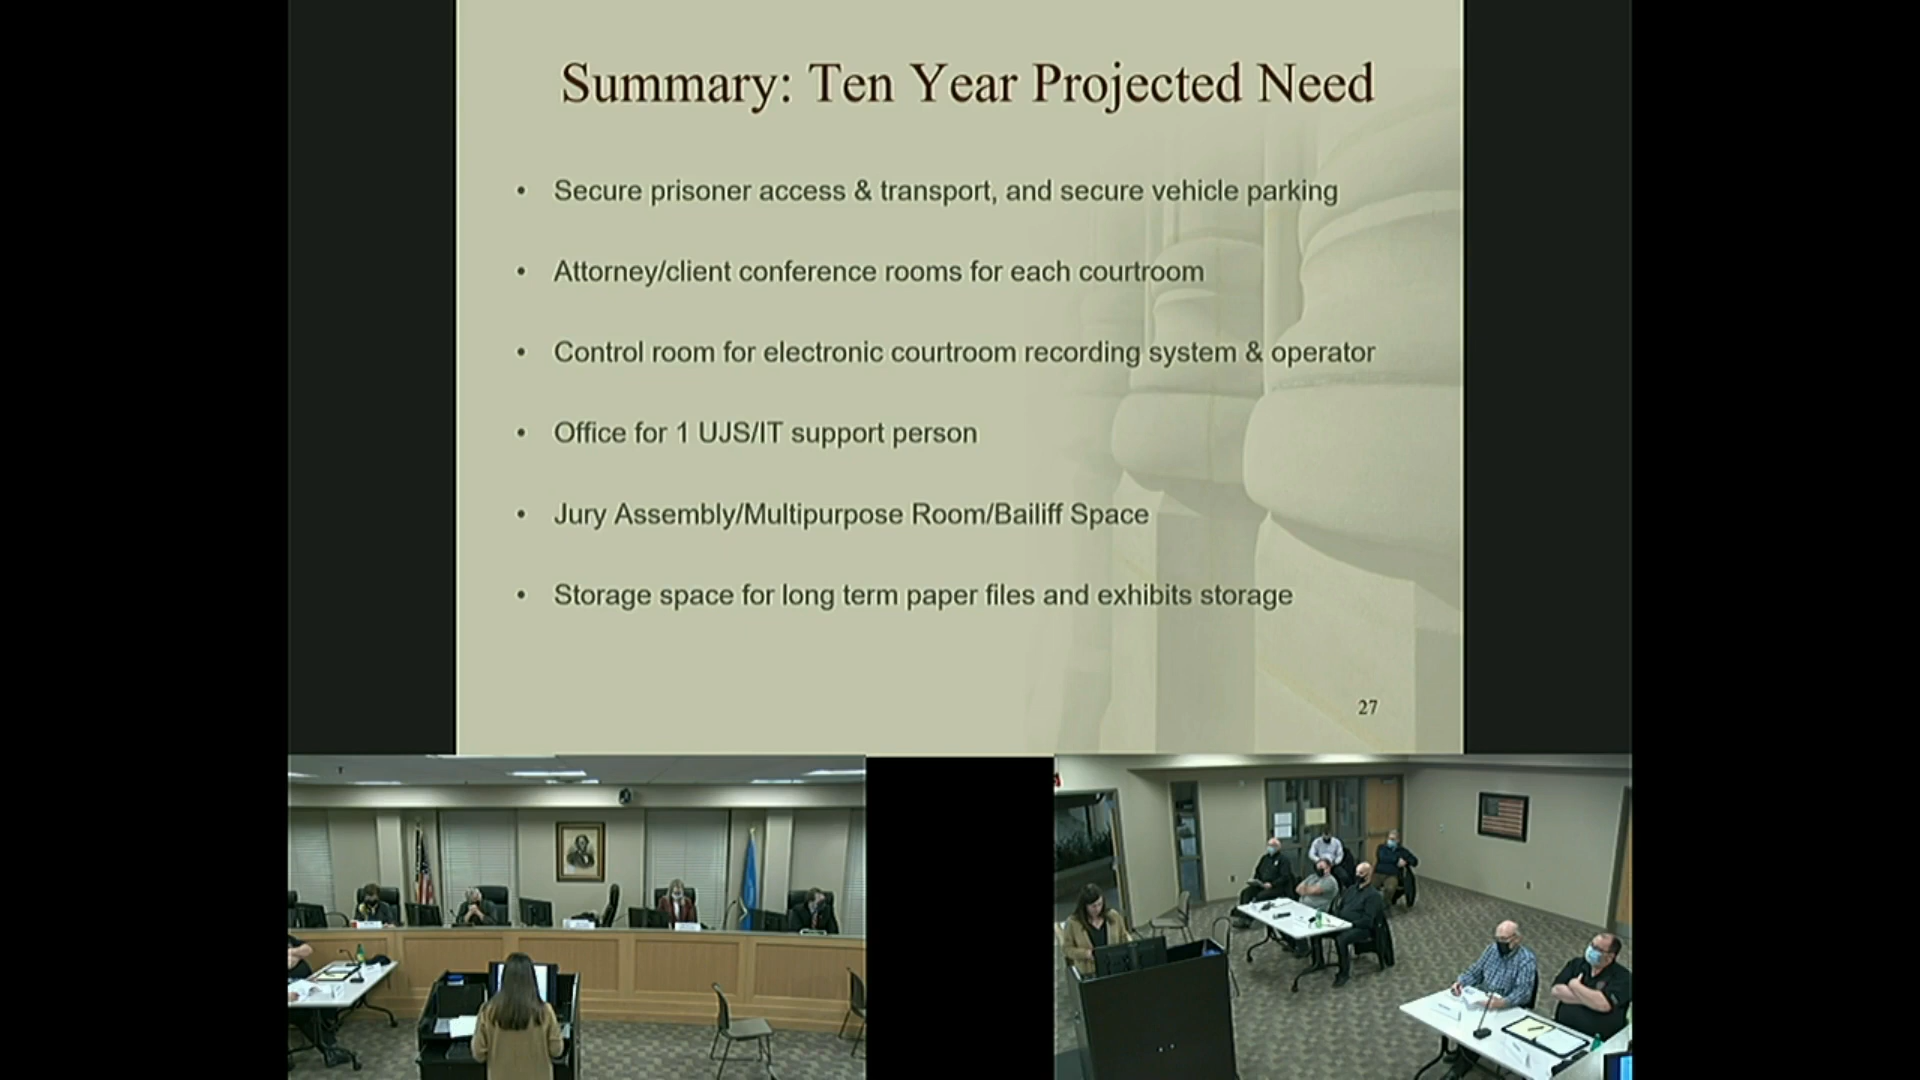 Summary: Ten Year Projected Need
• Secure prisoner access & transport, and secure vehicle parking
• Attorney/client conference rooms for each courtroom
• Control room for electronic courtroom recording system & operator
• Office for 1 UJS/IT support person
• Jury Assembly/Multipurpose Room/Bailiff Space
• Storage space for long term paper files and exhibits storage
27